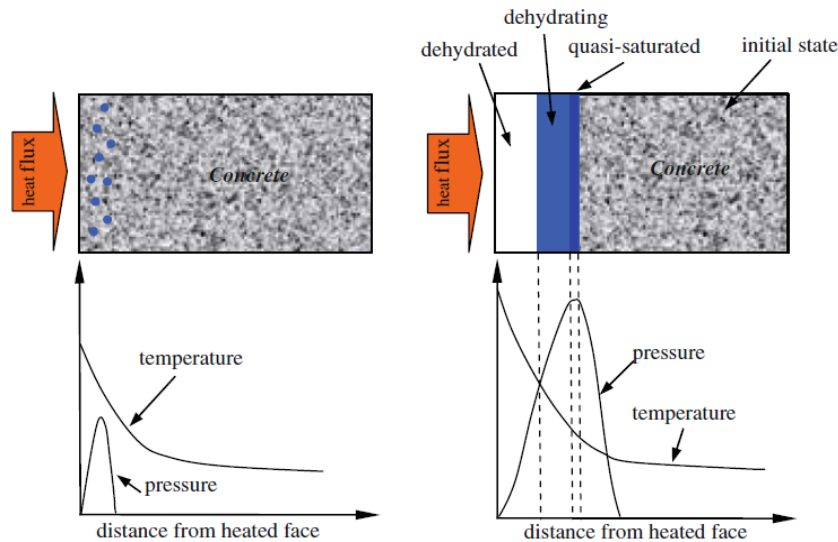 heat flux
Concrete
temperature
pressure
distance from heated face
dehydrating
dehydrated
quasi-saturated
initial state
heat flux
Concrete
pressure
temperature
distance from heated face